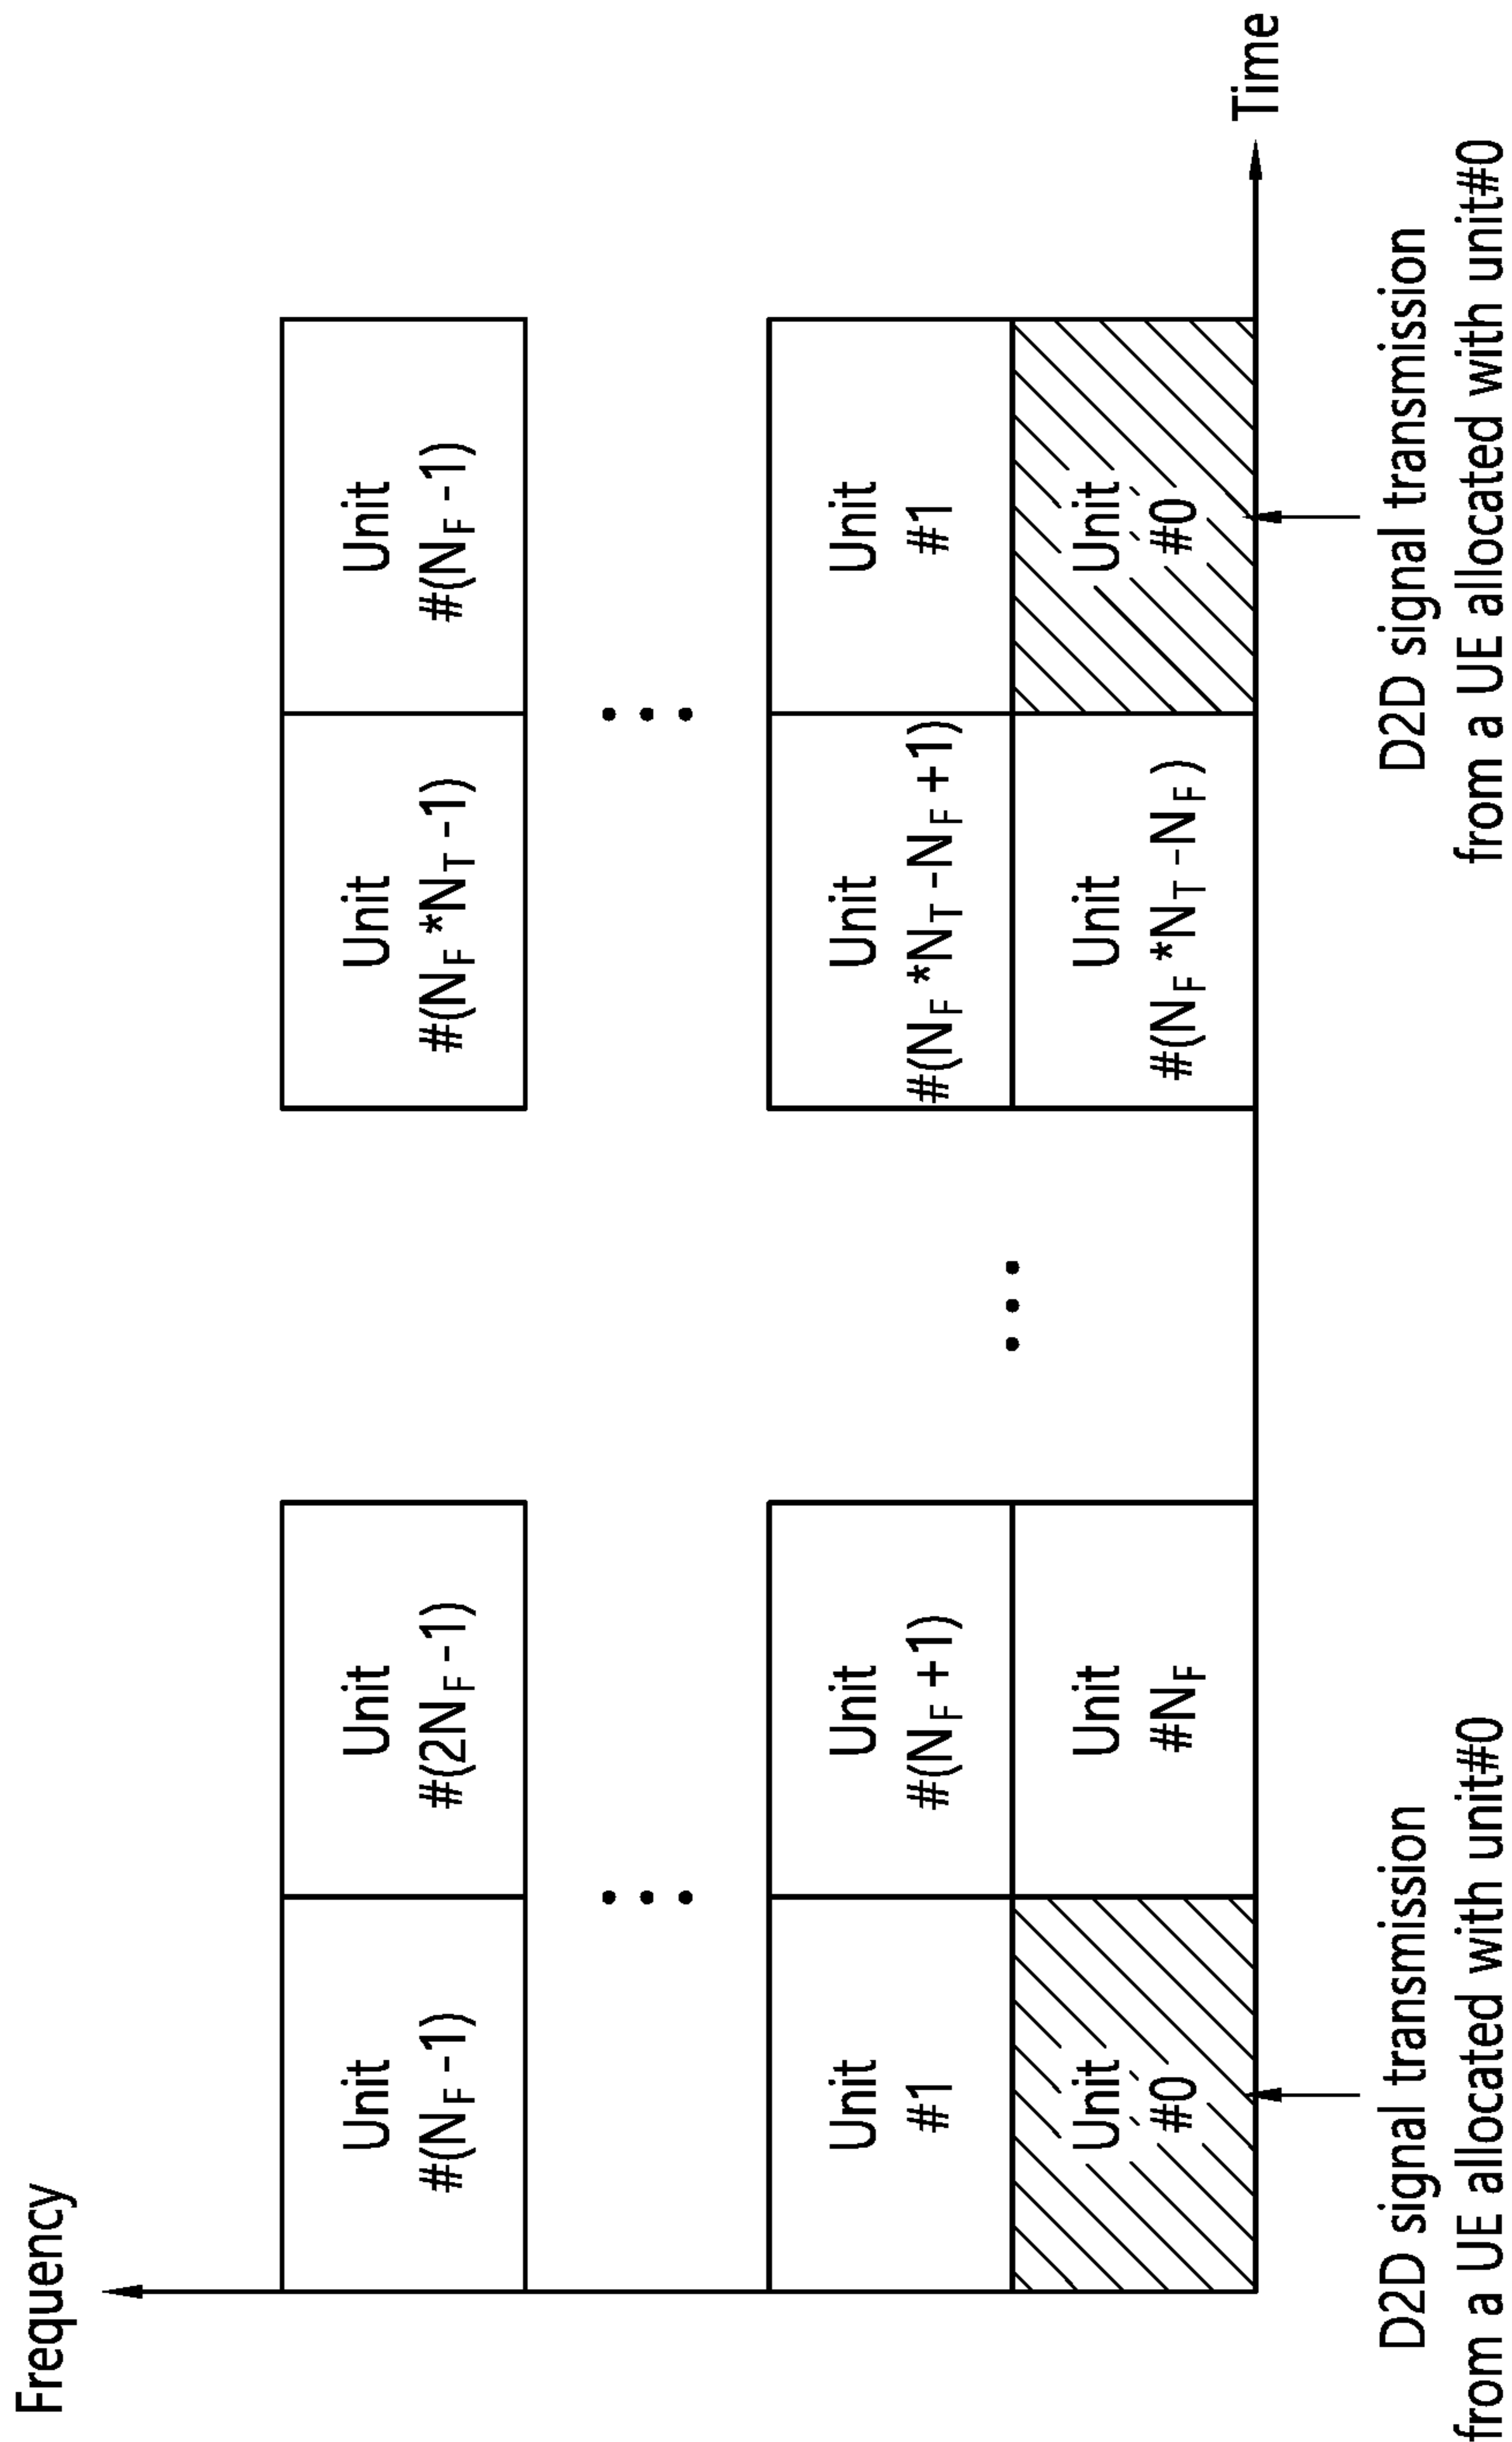 Frequency
Unit
#(N_F-1)
Unit
#(2N_F-1)
Unit
#(N_F*N_T-1)
Unit
#(N_F-1)
Unit
#1
Unit
#(N_F+1)
Unit
#(N_F*N_T-N_F+1)
Unit
#1
Unit
#0
Unit
#N_F
Unit
#(N_F*N_T-N_F)
Unit
#0
Time
D2D signal transmission
from a UE allocated with unit#0
D2D signal transmission
from a UE allocated with unit#0